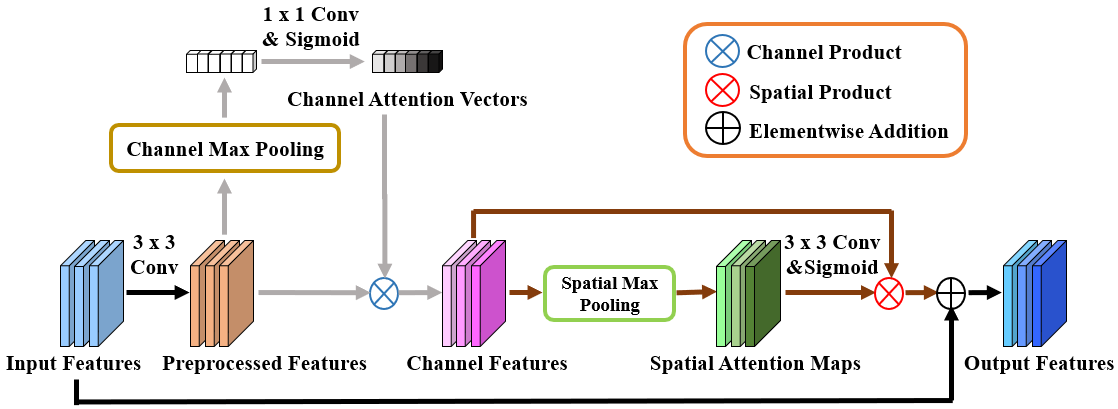 1 x 1 Conv
& Sigmoid
Channel Attention Vectors
Channel Max Pooling
Channel Product
Spatial Product
Elementwise Addition
3 x 3
Conv
Spatial Max
Pooling
3 x 3 Conv
&Sigmoid
Input Features
Preprocessed Features
Channel Features
Spatial Attention Maps
Output Features